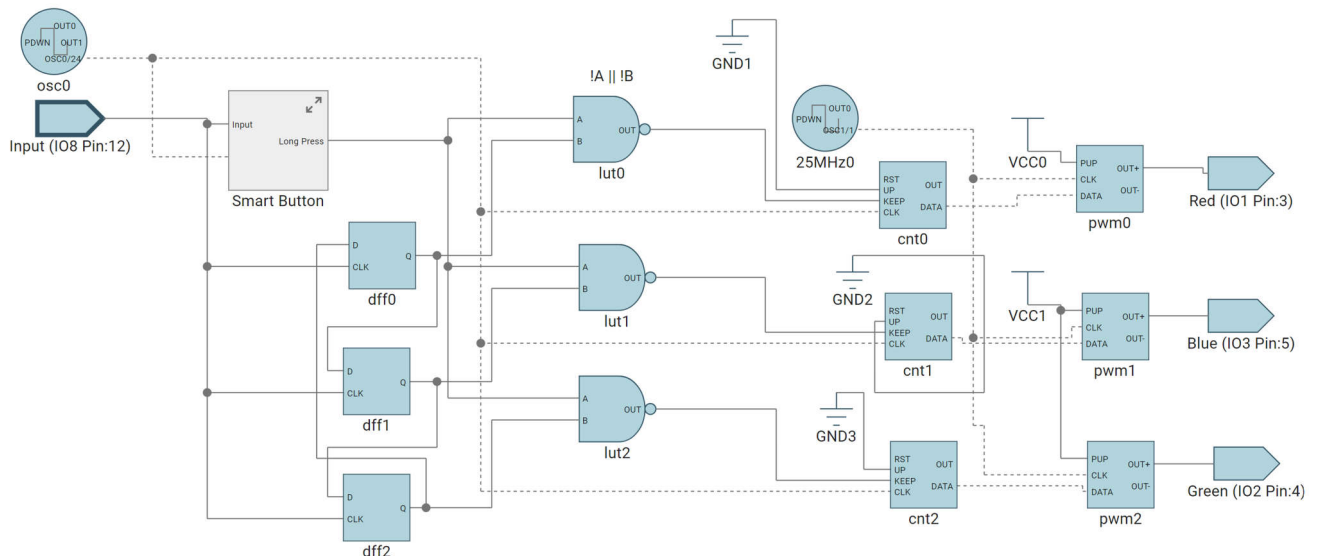 OUT0
PDWN
OUT1
OSC0/24
osc0
Input (IO8 Pin:12)
Input
Long Press
Smart Button
D
Q
CLK
dff0
D
Q
CLK
dff1
D
Q
CLK
dff2
!A || !B
A
OUT
B
lut0
A
OUT
B
lut1
A
OUT
B
lut2
GND1
OUT0
PDWN
OSC1/1
25MHz0
RST
OUT
UP
KEEP
DATA
CLK
cnt0
GND2
RST
OUT
UP
KEEP
DATA
CLK
cnt1
GND3
RST
OUT
UP
KEEP
DATA
CLK
cnt2
VCC0
PUP
OUT+
CLK
OUT-
DATA
pwm0
Red (IO1 Pin:3)
VCC1
PUP
OUT+
CLK
OUT-
DATA
pwm1
Blue (IO3 Pin:5)
PUP
OUT+
CLK
OUT-
DATA
pwm2
Green (IO2 Pin:4)